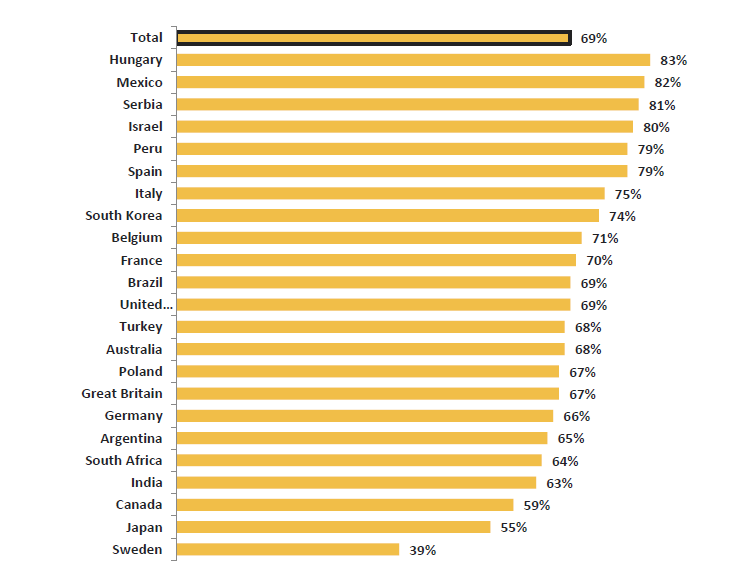 Total 69%
Hungary 83%
Mexico 82%
Serbia 81%
Israel 80%
Peru 79%
Spain 79%
Italy 75%
South Korea 74%
Belgium 71%
France 70%
Brazil 69%
United... 69%
Turkey 68%
Australia 68%
Poland 67%
Great Britain 67%
Germany 66%
Argentina 65%
South Africa 64%
India 63%
Canada 59%
Japan 55%
Sweden 39%